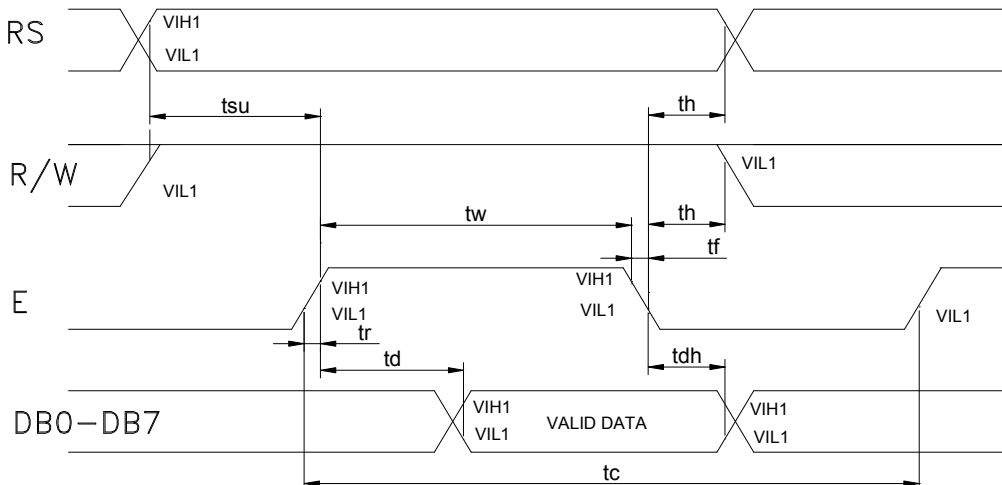 RS
VIH1
VIL1
tsu
th
R/W
VIL1
VIL1
tw
th
tf
E
VIH1
VIL1
VIH1
VIL1
VIL1
tr
td
tdh
DB0-DB7
VIH1
VIL1
VALID DATA
VIH1
VIL1
tc